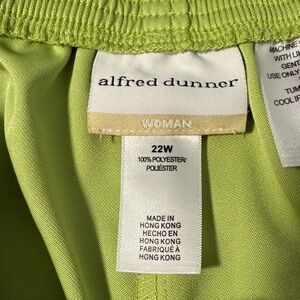 alfred dunner
WOMAN
22W
100% POLYESTER/
POLIÉSTER
MADE IN
HONG KONG
HECHO EN
HONG KONG
FABRIQUÉ À
HONG KONG
MACHINE
WITH LI
GENT
USE ONLY
TUM
COOL IF